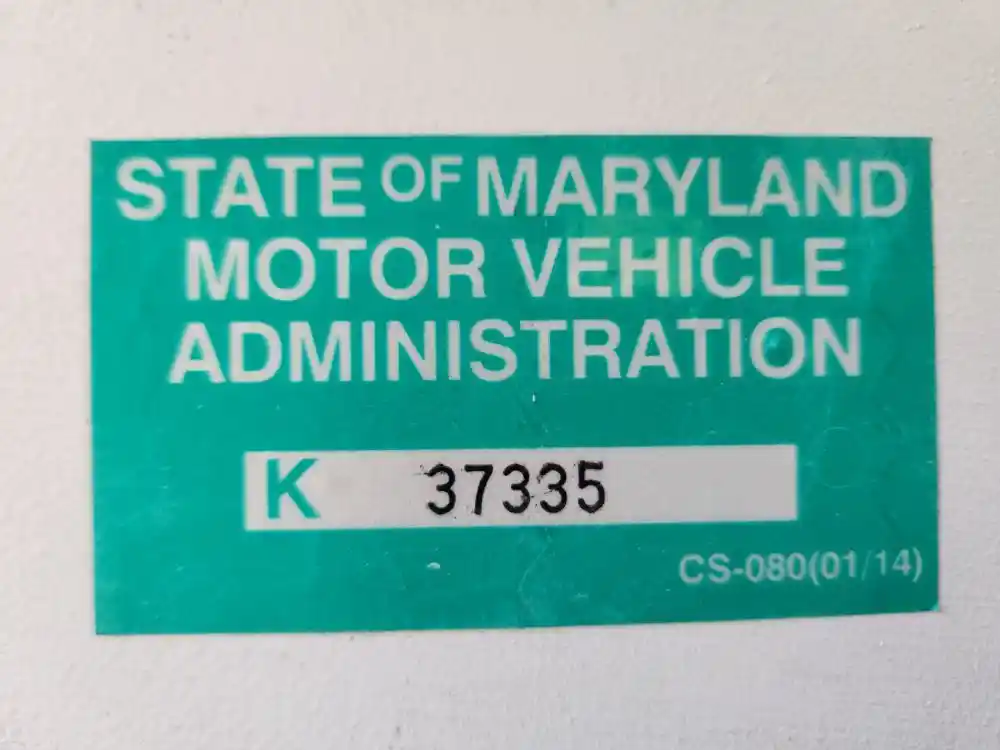 STATE OF MARYLAND
MOTOR VEHICLE
ADMINISTRATION
K 37335
CS-080(01/14)